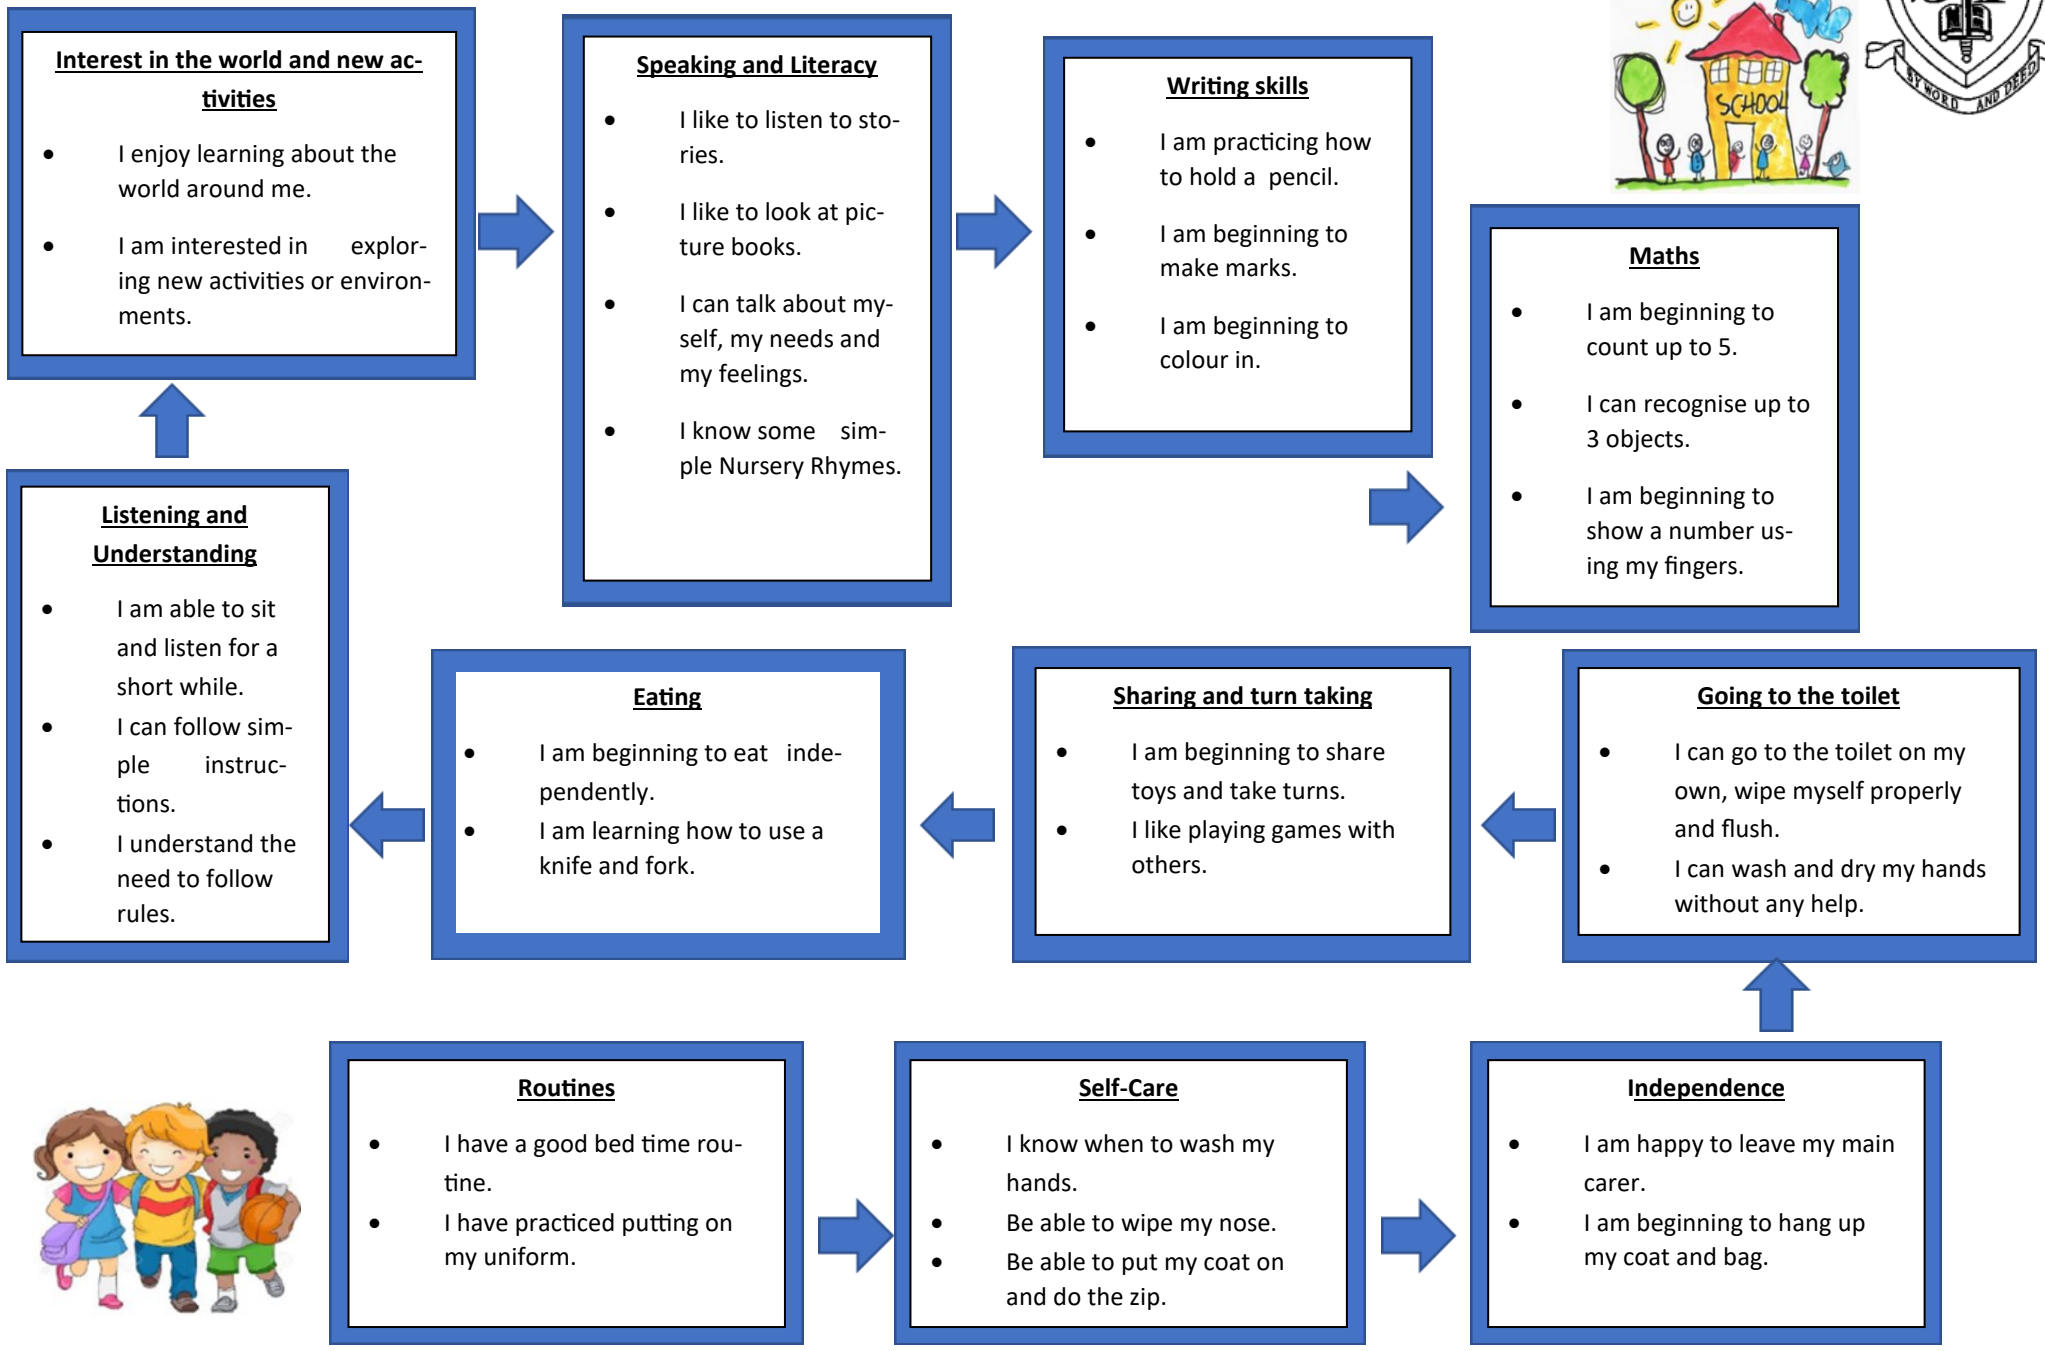 Interest in the world and new ac-
tivities
• I enjoy learning about the
world around me.
• I am interested in explor-
ing new activities or environ-
ments.
Speaking and Literacy
• I like to listen to sto-
ries.
• I like to look at pic-
ture books.
• I can talk about my-
self, my needs and
my feelings.
• I know some sim-
ple Nursery Rhymes.
Writing skills
• I am practicing how
to hold a pencil.
• I am beginning to
make marks.
• I am beginning to
colour in.
SCHOOL
BY WORD AND DEED
Maths
• I am beginning to
count up to 5.
• I can recognise up to
3 objects.
• I am beginning to
show a number us-
ing my fingers.
Listening and
Understanding
• I am able to sit
and listen for a
short while.
• I can follow sim-
ple instruc-
tions.
• I understand the
need to follow
rules.
Eating
• I am beginning to eat inde-
pendently.
• I am learning how to use a
knife and fork.
Sharing and turn taking
• I am beginning to share
toys and take turns.
• I like playing games with
others.
Going to the toilet
• I can go to the toilet on my
own, wipe myself properly
and flush.
• I can wash and dry my hands
without any help.
Routines
• I have a good bed time rou-
tine.
• I have practiced putting on
my uniform.
Self-Care
• I know when to wash my
hands.
• Be able to wipe my nose.
• Be able to put my coat on
and do the zip.
Independence
• I am happy to leave my main
carer.
• I am beginning to hang up
my coat and bag.